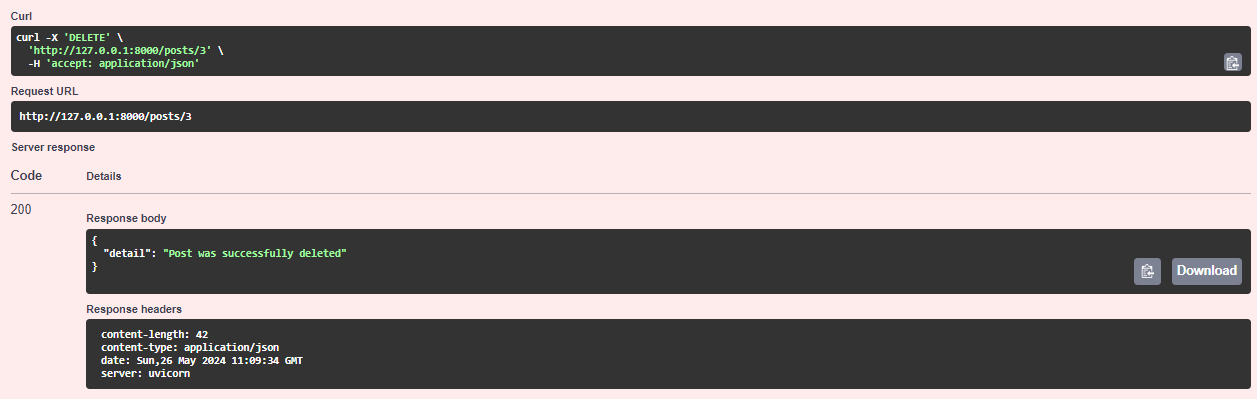 Curl
curl -X 'DELETE' \
  'http://127.0.0.1:8000/posts/3' \
  -H 'accept: application/json'
Request URL
http://127.0.0.1:8000/posts/3
Server response
Code Details
200
Response body
{
  "detail": "Post was successfully deleted"
}
Download
Response headers
content-length: 42
content-type: application/json
date: Sun,26 May 2024 11:09:34 GMT
server: uvicorn